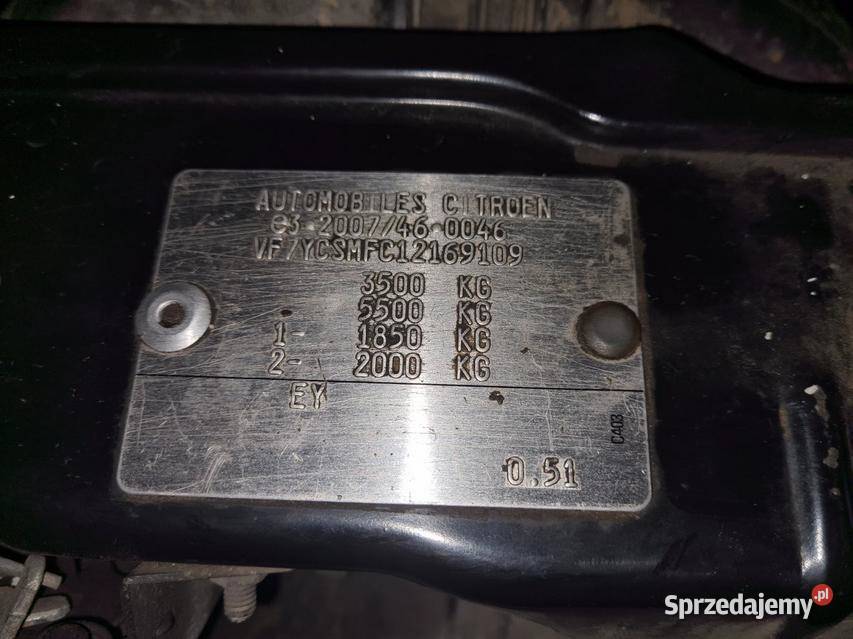 AUTOMOBILES CITROEN
e3-2007/46-0046
VF7YCSMFC12169109
3500 KG
- 5500 KG
1- 1850 KG
2- 2000 KG
EY
CA03
0.51
Sprzedajemy.pl